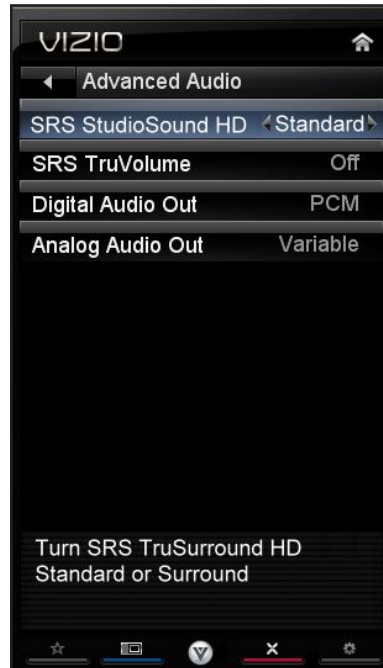 VIZIO
Advanced Audio
SRS StudioSound HD Standard
SRS TruVolume Off
Digital Audio Out PCM
Analog Audio Out Variable
Turn SRS TruSurround HD
Standard or Surround
V